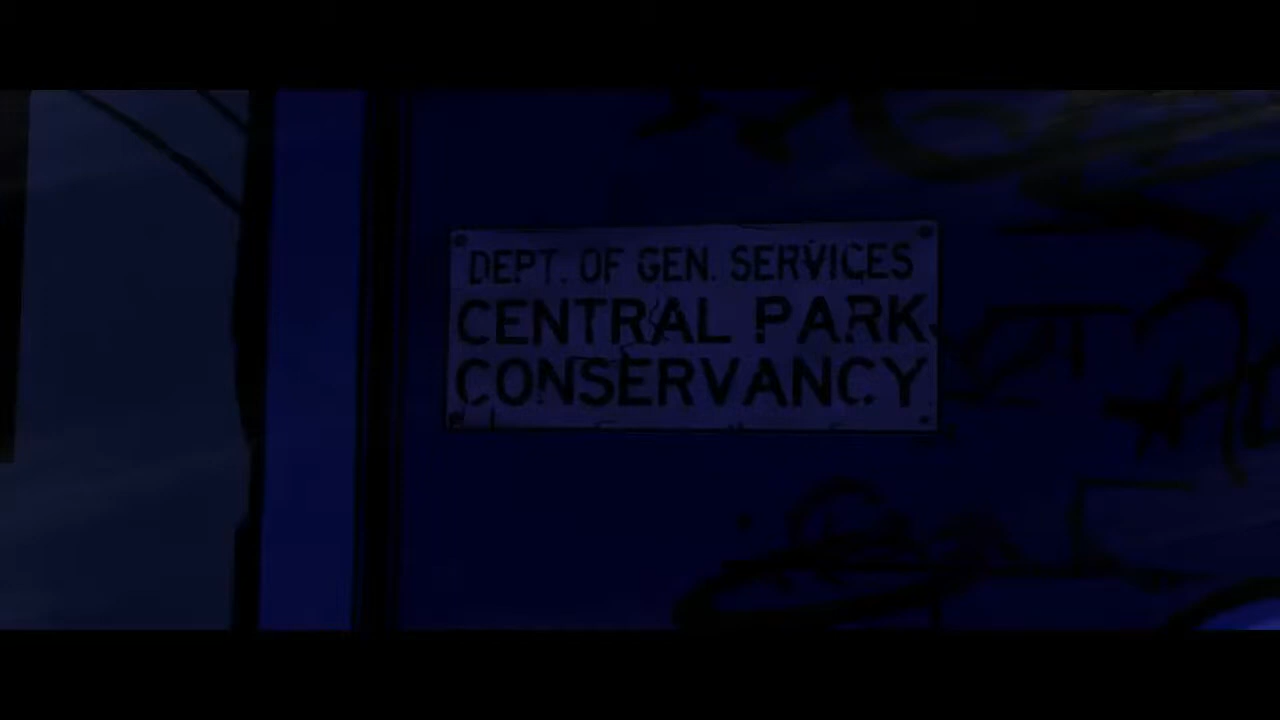 DEPT. OF GEN. SERVICES
CENTRAL PARK
CONSERVANCY